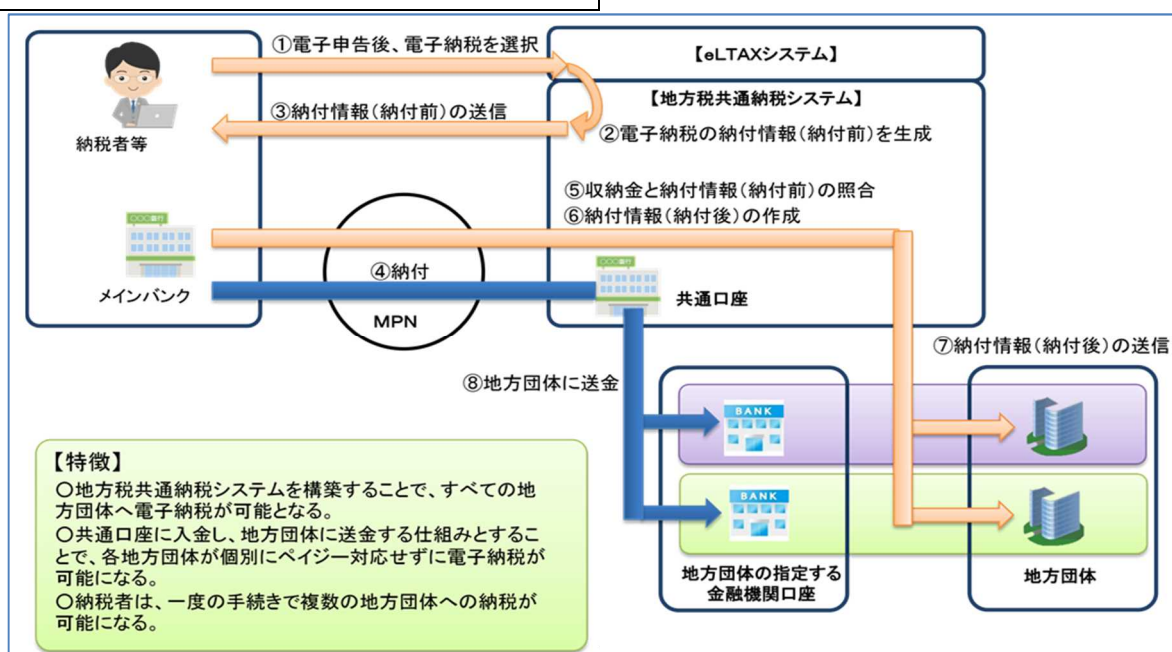 ①電子申告後、電子納税を選択
【eLTAXシステム】
【地方税共通納税システム】
③納付情報(納付前)の送信
②電子納税の納付情報(納付前)を生成
納税者等
⑤収納金と納付情報(納付前)の照合
⑥納付情報(納付後)の作成
〇〇〇銀行
④納付
〇〇〇銀行
メインバンク
共通口座
MPN
⑦納付情報(納付後)の送信
⑧地方団体に送金
BANK
BANK
地方団体の指定する
金融機関口座
地方団体
【特徴】
〇地方税共通納税システムを構築することで、すべての地
方団体へ電子納税が可能となる。
〇共通口座に入金し、地方団体に送金する仕組みとするこ
とで、各地方団体が個別にペイジー対応せずに電子納税が
可能になる。
〇納税者は、一度の手続きで複数の地方団体への納税が
可能になる。